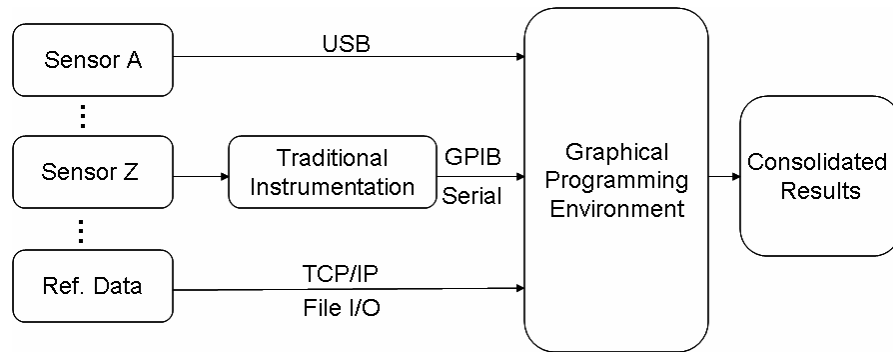 Sensor A
USB
Sensor Z
Traditional
Instrumentation
GPIB
Serial
Ref. Data
TCP/IP
File I/O
Graphical
Programming
Environment
Consolidated
Results